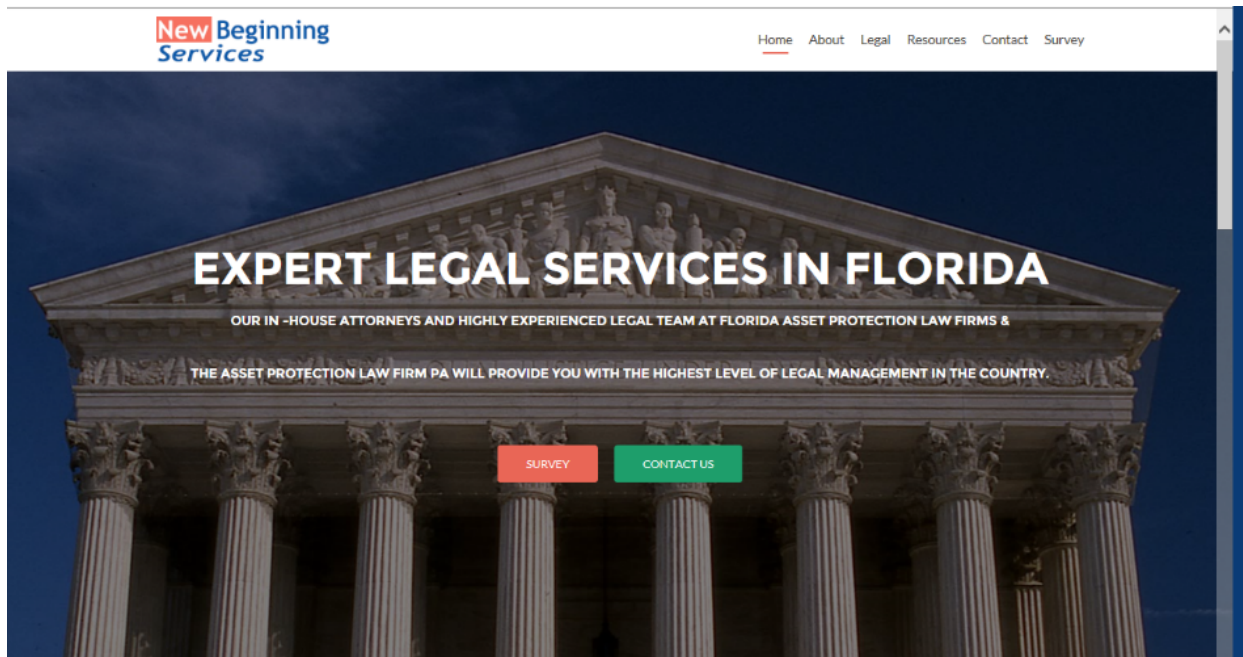 New Beginning
Services
Home About Legal Resources Contact Survey
EXPERT LEGAL SERVICES IN FLORIDA
OUR IN -HOUSE ATTORNEYS AND HIGHLY EXPERIENCED LEGAL TEAM AT FLORIDA ASSET PROTECTION LAW FIRMS &
THE ASSET PROTECTION LAW FIRM PA WILL PROVIDE YOU WITH THE HIGHEST LEVEL OF LEGAL MANAGEMENT IN THE COUNTRY.
SURVEY CONTACT US